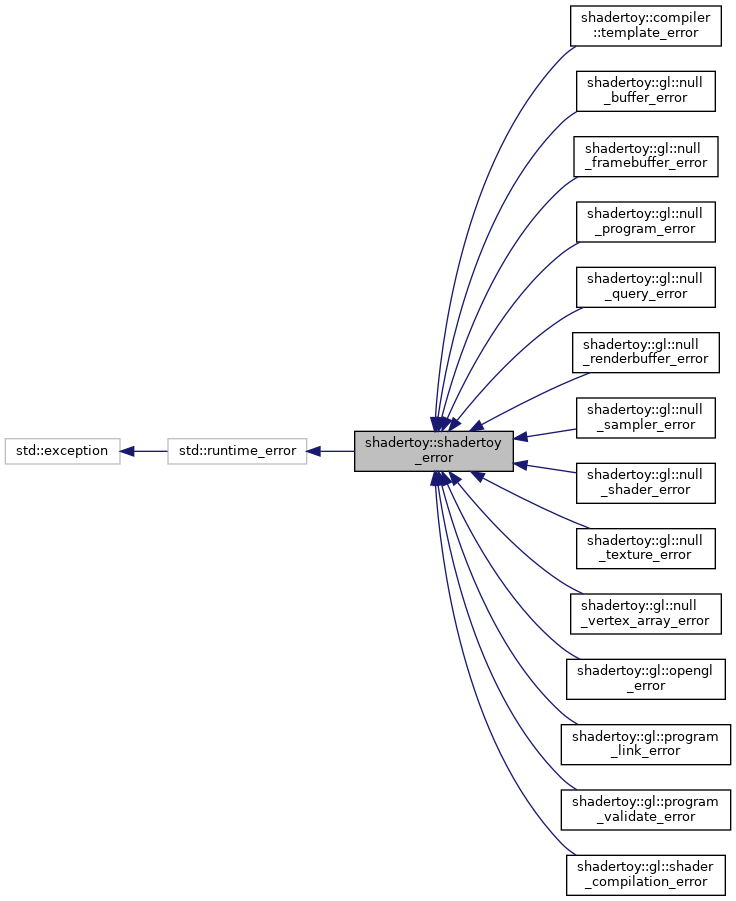 shadertoy::compiler
::template_error
shadertoy::gl::null
_buffer_error
shadertoy::gl::null
_framebuffer_error
shadertoy::gl::null
_program_error
shadertoy::gl::null
_query_error
shadertoy::gl::null
_renderbuffer_error
shadertoy::gl::null
_sampler_error
std::exception
std::runtime_error
shadertoy::shadertoy
_error
shadertoy::gl::null
_shader_error
shadertoy::gl::null
_texture_error
shadertoy::gl::null
_vertex_array_error
shadertoy::gl::opengl
_error
shadertoy::gl::program
_link_error
shadertoy::gl::program
_validate_error
shadertoy::gl::shader
_compilation_error